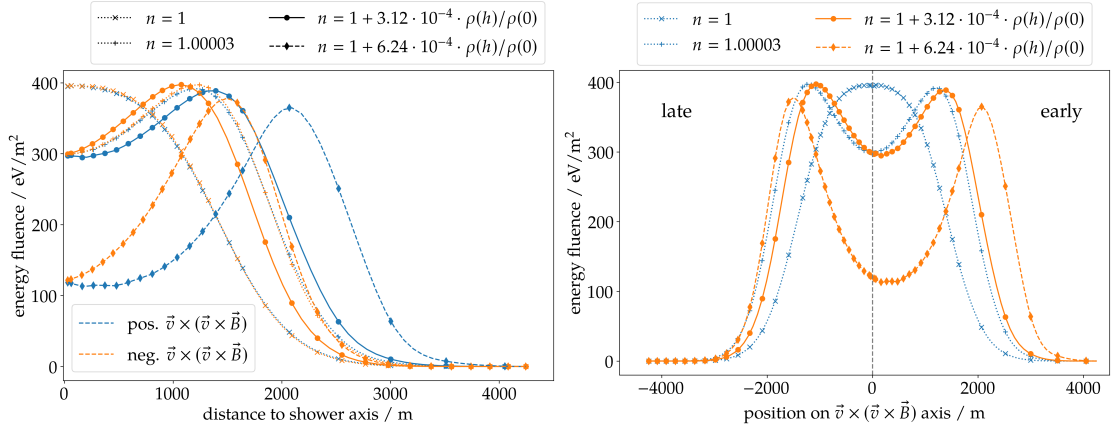 n = 1
n = 1.00003
n = 1 + 3.12 · 10⁻⁴ · ρ(h)/ρ(0)
n = 1 + 6.24 · 10⁻⁴ · ρ(h)/ρ(0)
400
300
200
100
0
energy fluence / eV/m²
pos. v⃗ × (v⃗ × B⃗)
neg. v⃗ × (v⃗ × B⃗)
0 1000 2000 3000 4000
distance to shower axis / m
n = 1
n = 1.00003
n = 1 + 3.12 · 10⁻⁴ · ρ(h)/ρ(0)
n = 1 + 6.24 · 10⁻⁴ · ρ(h)/ρ(0)
late
early
400
300
200
100
0
energy fluence / eV/m²
−4000 −2000 0 2000 4000
position on v⃗ × (v⃗ × B⃗) axis / m